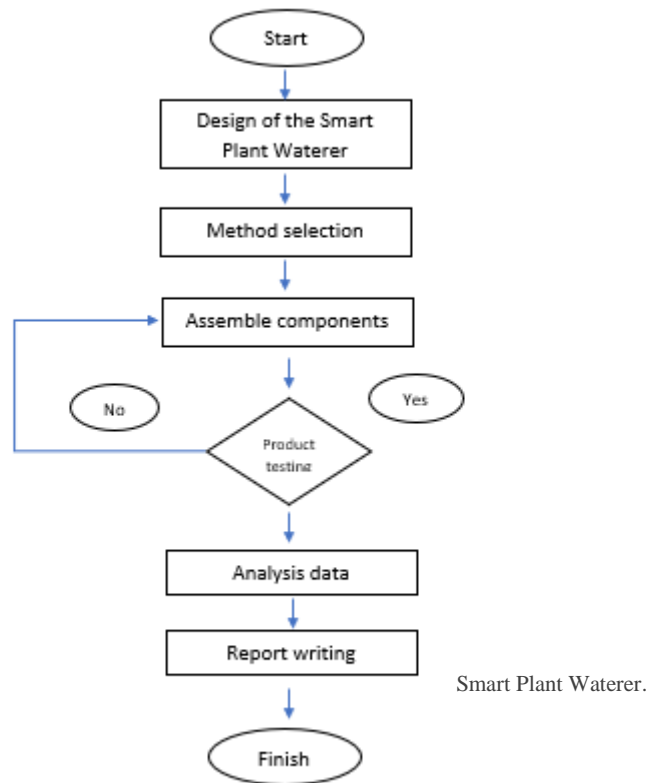 Start
Design of the Smart
Plant Waterer
Method selection
Assemble components
No
Yes
Product
testing
Analysis data
Report writing
Smart Plant Waterer.
Finish